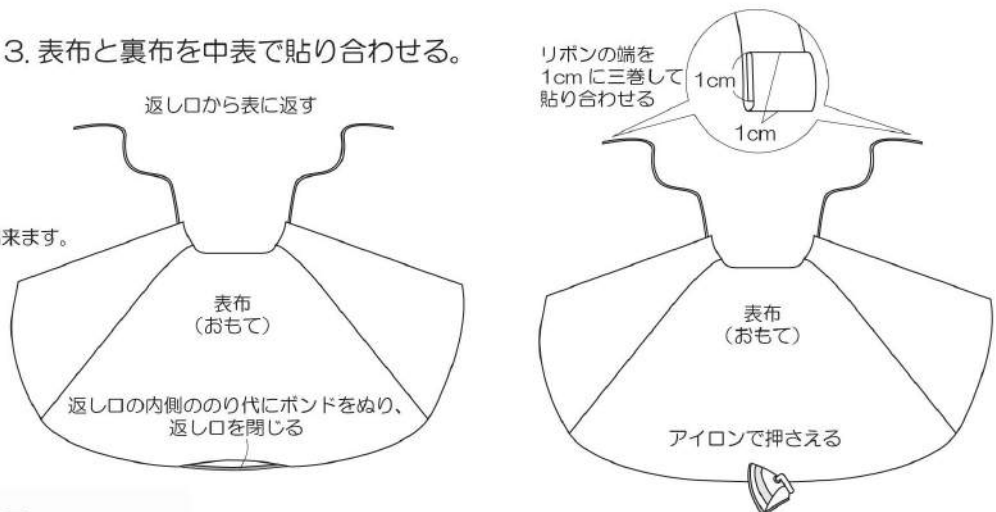 3. 表布と裏布を中表で貼り合わせる。
返し口から表に返す
来ます。
表布
（おもて）
返し口の内側ののり代にボンドをぬり、
返し口を閉じる
リボンの端を
1cm に三巻して
貼り合わせる
1cm
1cm
表布
（おもて）
アイロンで押さえる